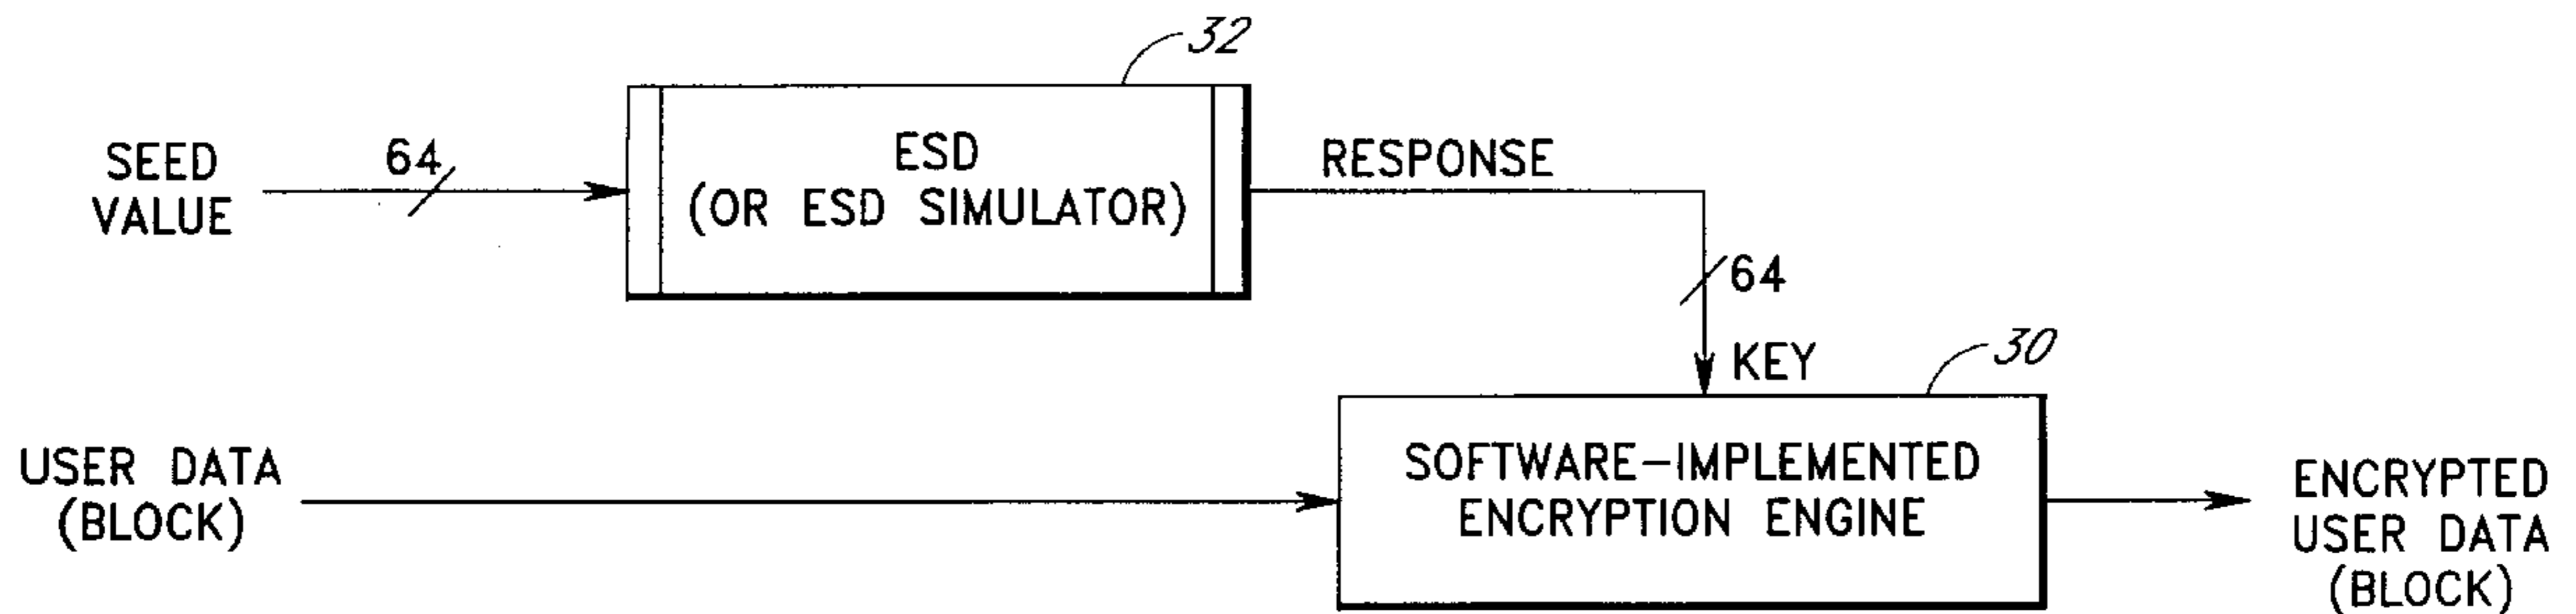 32
SEED
VALUE
64
ESD
(OR ESD SIMULATOR)
RESPONSE
64
KEY
30
USER DATA
(BLOCK)
SOFTWARE-IMPLEMENTED
ENCRYPTION ENGINE
ENCRYPTED
USER DATA
(BLOCK)